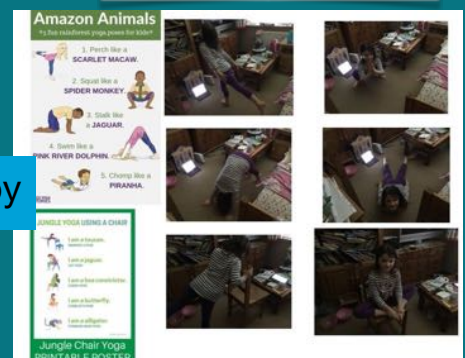 Amazon Animals
*5 fun rainforest yoga poses for kids*
1. Perch like a
SCARLET MACAW.
2. Squat like a
SPIDER MONKEY.
3. Stalk like
a JAGUAR.
4. Swim like a
PINK RIVER DOLPHIN.
5. Chomp like a
PIRANHA.
by
JUNGLE YOGA USING A CHAIR
I am a toucan.
I am a jaguar.
I am a boa constrictor.
I am a butterfly.
I am a alligator.
Jungle Chair Yoga
PRINTABLE POSTER